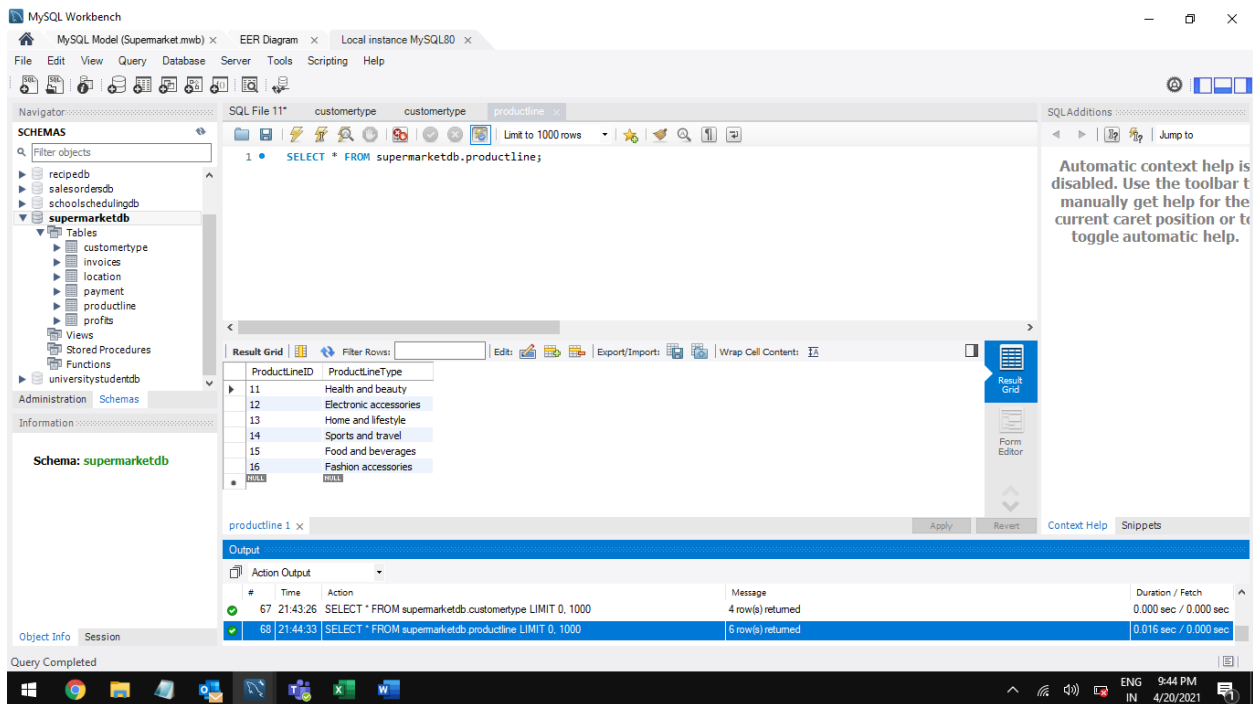 MySQL Workbench
MySQL Model (Supermarket.mwb) × EER Diagram × Local instance MySQL80 ×
File Edit View Query Database Server Tools Scripting Help
Navigator
SCHEMAS
Filter objects
recipedb
salesordersdb
schoolschedulingdb
supermarketdb
Tables
customertype
invoices
location
payment
productline
profits
Views
Stored Procedures
Functions
universitystudentdb
Administration Schemas
Information
Schema: supermarketdb
Object Info Session
SQL File 11* customertype customertype productline ×
Limit to 1000 rows
1 SELECT * FROM supermarketdb.productline;
Result Grid Filter Rows: Edit: Export/Import: Wrap Cell Content:
ProductLineID ProductLineType
11 Health and beauty
12 Electronic accessories
13 Home and lifestyle
14 Sports and travel
15 Food and beverages
16 Fashion accessories
NULL NULL
Result Grid
Form Editor
productline 1 × Apply Revert
SQLAdditions
Jump to
Automatic context help is
disabled. Use the toolbar t
manually get help for the
current caret position or to
toggle automatic help.
Context Help Snippets
Output
Action Output
# Time Action Message Duration / Fetch
67 21:43:26 SELECT * FROM supermarketdb.customertype LIMIT 0, 1000 4 row(s) returned 0.000 sec / 0.000 sec
68 21:44:33 SELECT * FROM supermarketdb.productline LIMIT 0, 1000 6 row(s) returned 0.016 sec / 0.000 sec
Query Completed
ENG 9:44 PM
IN 4/20/2021